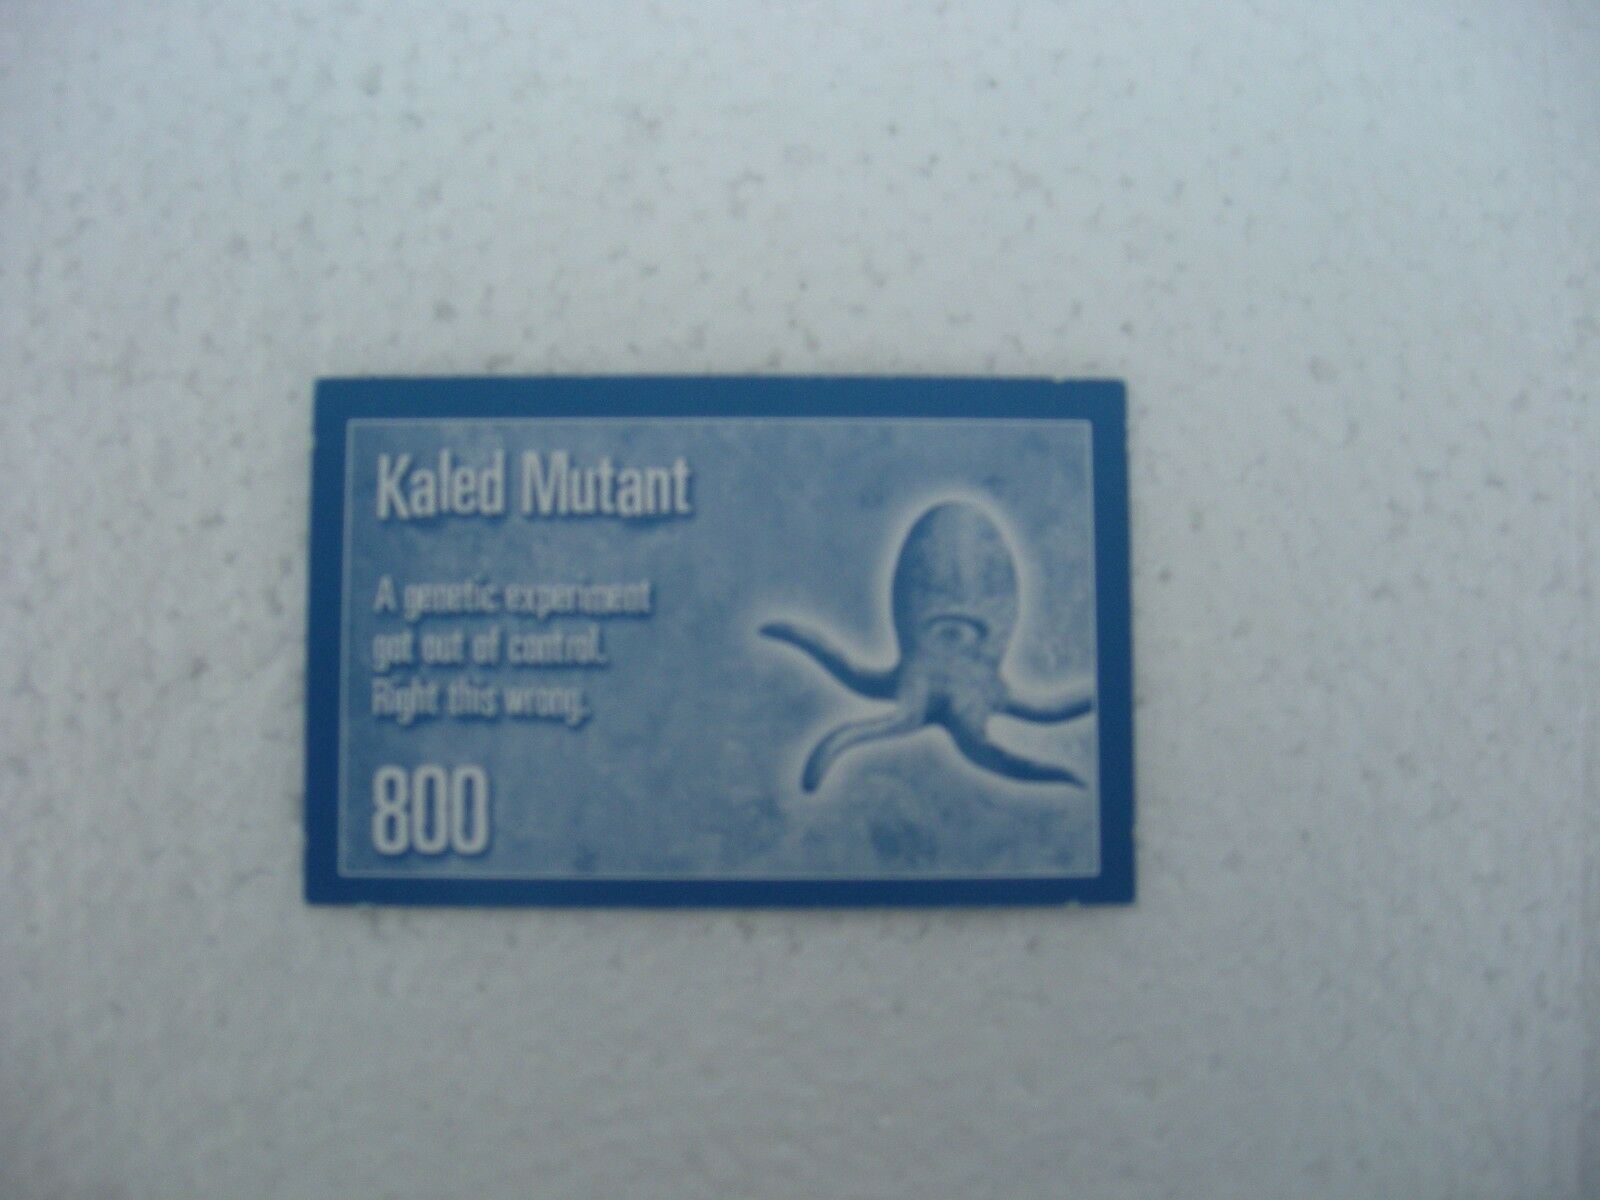 Kaled Mutant
A genetic experiment
got out of control.
Right this wrong.
800